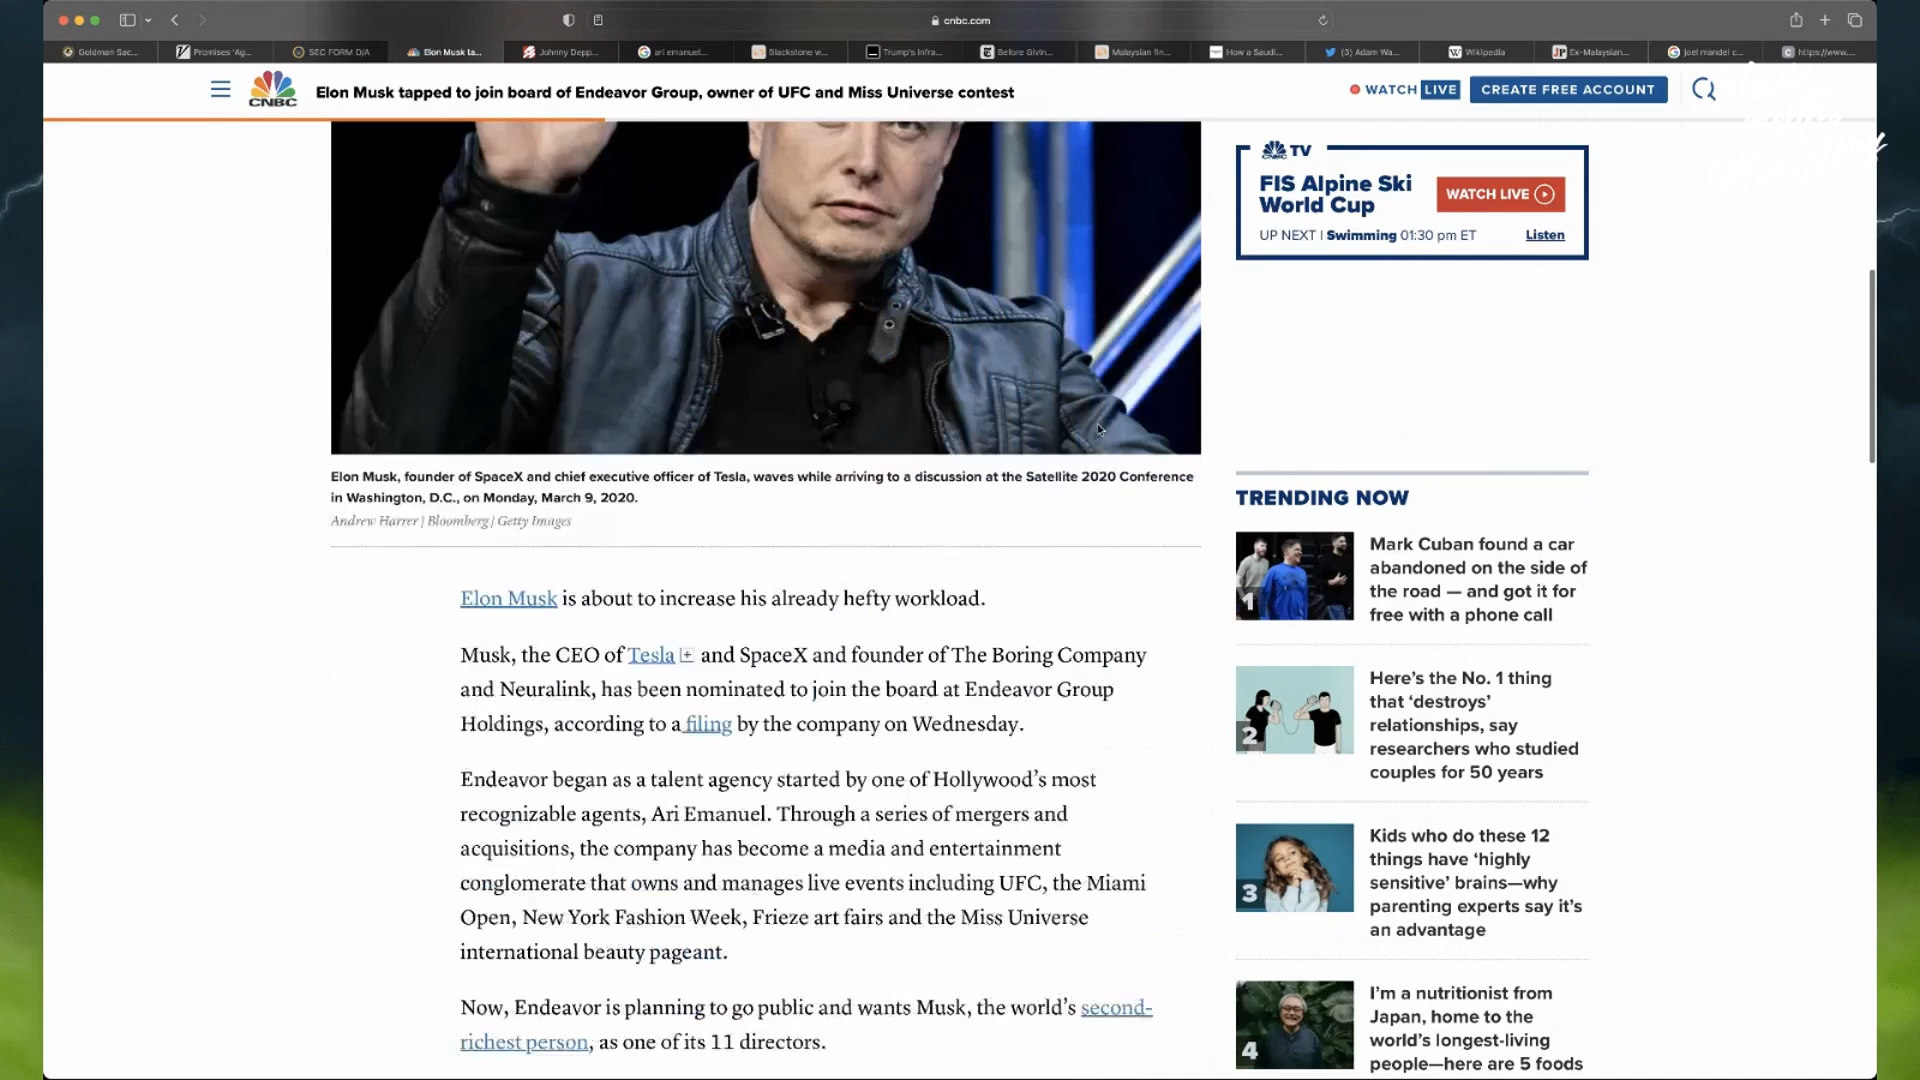 cnbc.com
Goldman Sac...
Promises 'Ag...
SEC FORM D/A
Elon Musk ta...
Johnny Depp...
ari emanuel...
Blackstone w...
Trump's Infra...
Before Givin...
Malaysian fin...
How a Saudi...
(3) Adam Wa...
Wikipedia
Ex-Malaysian...
joel mandel c...
https://www....
CNBC
Elon Musk tapped to join board of Endeavor Group, owner of UFC and Miss Universe contest
WATCH LIVE
CREATE FREE ACCOUNT
CNBC TV
FIS Alpine Ski
World Cup
WATCH LIVE
UP NEXT | Swimming 01:30 pm ET
Listen
Elon Musk, founder of SpaceX and chief executive officer of Tesla, waves while arriving to a discussion at the Satellite 2020 Conference
in Washington, D.C., on Monday, March 9, 2020.
Andrew Harrer | Bloomberg | Getty Images
Elon Musk is about to increase his already hefty workload.
Musk, the CEO of Tesla + and SpaceX and founder of The Boring Company
and Neuralink, has been nominated to join the board at Endeavor Group
Holdings, according to a filing by the company on Wednesday.
Endeavor began as a talent agency started by one of Hollywood's most
recognizable agents, Ari Emanuel. Through a series of mergers and
acquisitions, the company has become a media and entertainment
conglomerate that owns and manages live events including UFC, the Miami
Open, New York Fashion Week, Frieze art fairs and the Miss Universe
international beauty pageant.
Now, Endeavor is planning to go public and wants Musk, the world's second-
richest person, as one of its 11 directors.
TRENDING NOW
1
Mark Cuban found a car
abandoned on the side of
the road — and got it for
free with a phone call
2
Here's the No. 1 thing
that 'destroys'
relationships, say
researchers who studied
couples for 50 years
3
Kids who do these 12
things have 'highly
sensitive' brains—why
parenting experts say it's
an advantage
4
I'm a nutritionist from
Japan, home to the
world's longest-living
people—here are 5 foods